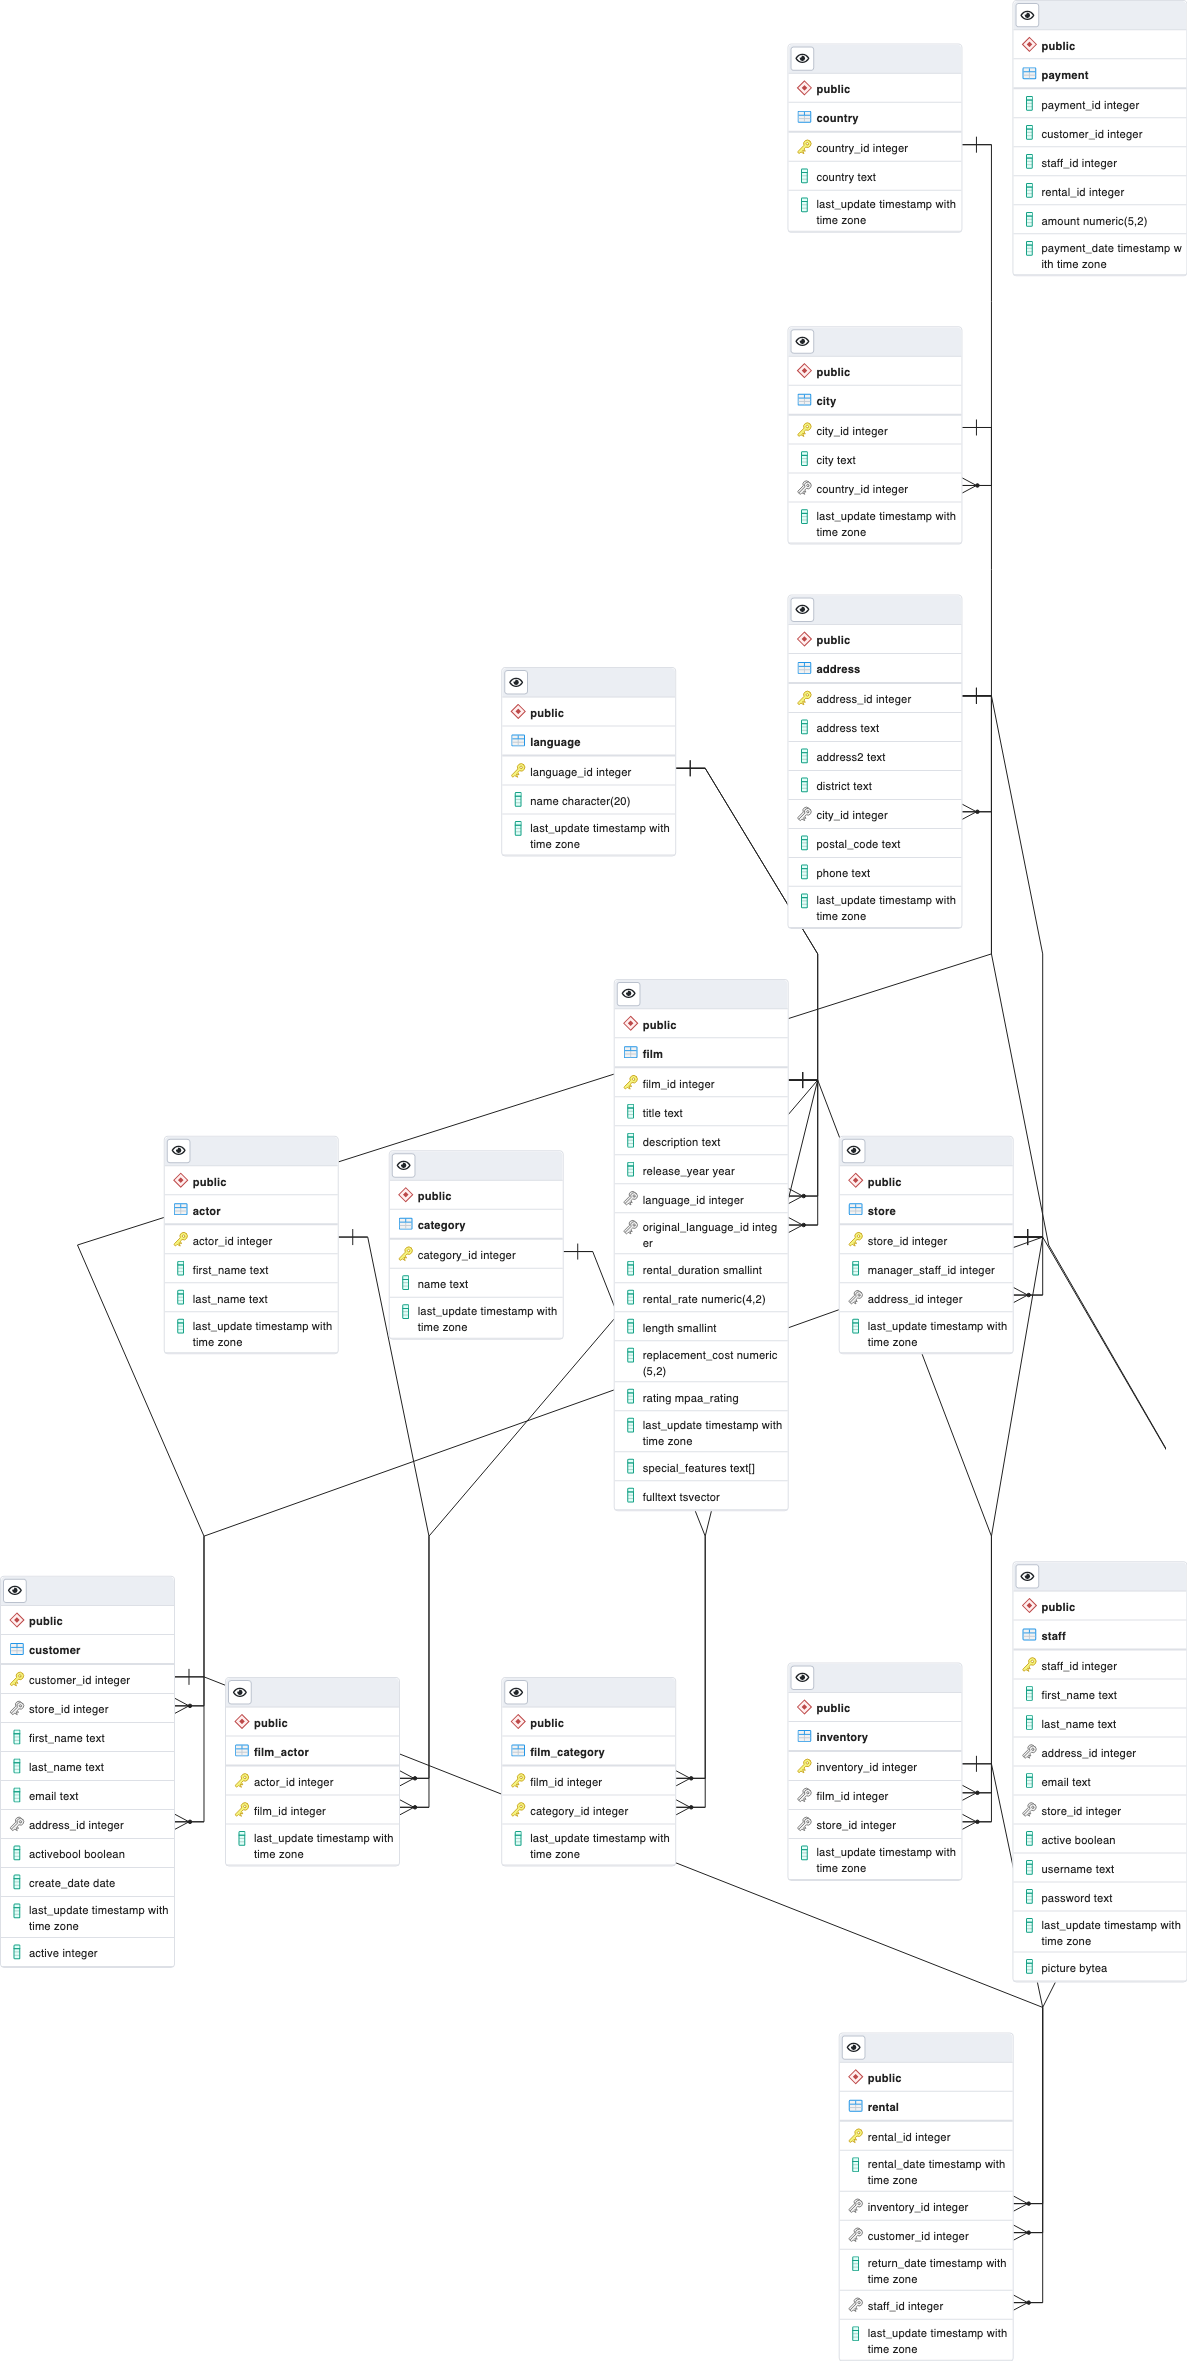 public
payment
payment_id integer
customer_id integer
staff_id integer
rental_id integer
amount numeric(5,2)
payment_date timestamp w
ith time zone
public
country
country_id integer
country text
last_update timestamp with
time zone
public
city
city_id integer
city text
country_id integer
last_update timestamp with
time zone
public
address
address_id integer
address text
address2 text
district text
city_id integer
postal_code text
phone text
last_update timestamp with
time zone
public
language
language_id integer
name character(20)
last_update timestamp with
time zone
public
film
film_id integer
title text
description text
release_year year
language_id integer
original_language_id integ
er
rental_duration smallint
rental_rate numeric(4,2)
length smallint
replacement_cost numeric
(5,2)
rating mpaa_rating
last_update timestamp with
time zone
special_features text[]
fulltext tsvector
public
actor
actor_id integer
first_name text
last_name text
last_update timestamp with
time zone
public
category
category_id integer
name text
last_update timestamp with
time zone
public
store
store_id integer
manager_staff_id integer
address_id integer
last_update timestamp with
time zone
public
customer
customer_id integer
store_id integer
first_name text
last_name text
email text
address_id integer
activebool boolean
create_date date
last_update timestamp with
time zone
active integer
public
film_actor
actor_id integer
film_id integer
last_update timestamp with
time zone
public
film_category
film_id integer
category_id integer
last_update timestamp with
time zone
public
inventory
inventory_id integer
film_id integer
store_id integer
last_update timestamp with
time zone
public
staff
staff_id integer
first_name text
last_name text
address_id integer
email text
store_id integer
active boolean
username text
password text
last_update timestamp with
time zone
picture bytea
public
rental
rental_id integer
rental_date timestamp with
time zone
inventory_id integer
customer_id integer
return_date timestamp with
time zone
staff_id integer
last_update timestamp with
time zone